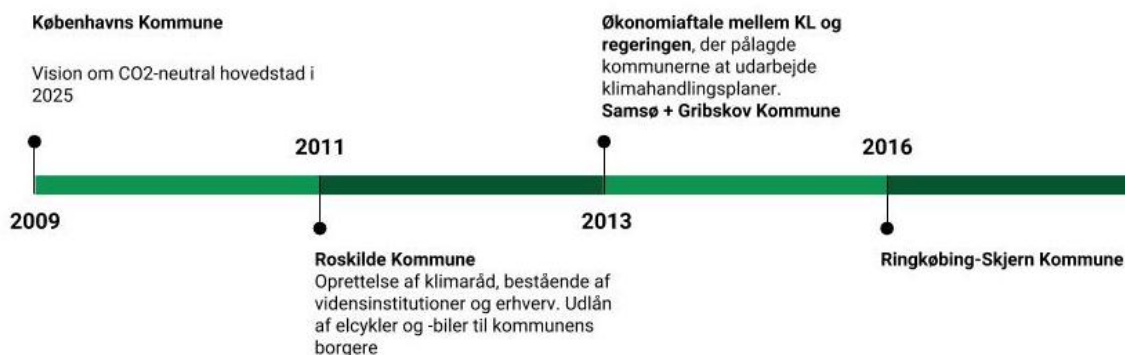 Københavns Kommune
Vision om CO2-neutral hovedstad i
2025
2009
2011
Roskilde Kommune
Oprettelse af klimaråd, bestående af
vidensinstitutioner og erhverv. Udlån
af elcykler og -biler til kommunens
borgere
Økonomiaftale mellem KL og
regeringen, der pålagde
kommunerne at udarbejde
klimahandlingsplaner.
Samsø + Gribskov Kommune
2013
2016
Ringkøbing-Skjern Kommune